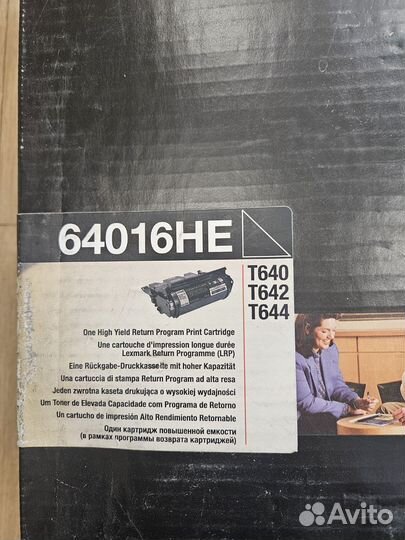 64016HE
T640
T642
T644
One High Yield Return Program Print Cartridge
Une cartouche d'impression longue durée
Lexmark Return Programme (LRP)
Eine Rückgabe-Druckkassette mit hoher Kapazität
Una cartuccia di stampa Return Program ad alta resa
Jeden zwrotna kaseta drukująca o wysokiej wydajności
Um Toner de Elevada Capacidade com Programa de Retorno
Un cartucho de impresión Alto Rendimiento Retornable
Один картридж повышенной емкости
(в рамках программы возврата картриджей)
Avito